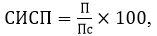 СИСП = П/Пс × 100,